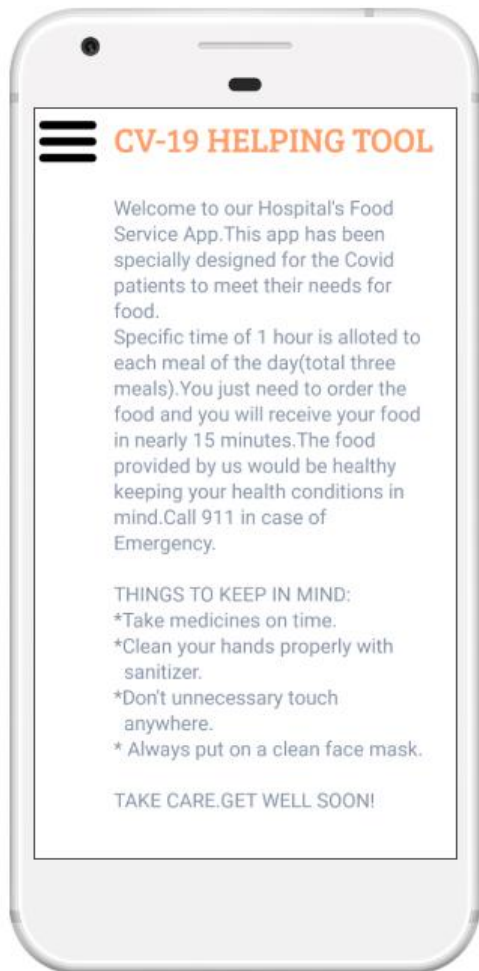 CV-19 HELPING TOOL
Welcome to our Hospital's Food
Service App.This app has been
specially designed for the Covid
patients to meet their needs for
food.
Specific time of 1 hour is alloted to
each meal of the day(total three
meals).You just need to order the
food and you will receive your food
in nearly 15 minutes.The food
provided by us would be healthy
keeping your health conditions in
mind.Call 911 in case of
Emergency.
THINGS TO KEEP IN MIND:
*Take medicines on time.
*Clean your hands properly with
sanitizer.
*Don't unnecessary touch
anywhere.
* Always put on a clean face mask.
TAKE CARE.GET WELL SOON!